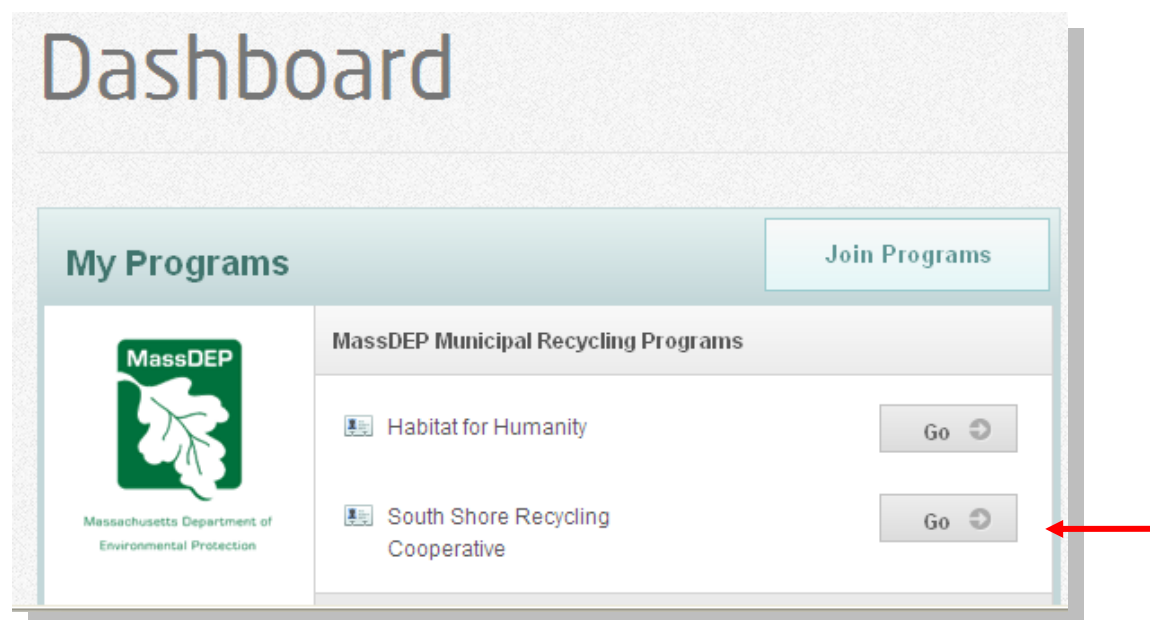 Dashboard
My Programs
Join Programs
MassDEP
Massachusetts Department of
Environmental Protection
MassDEP Municipal Recycling Programs
Habitat for Humanity
Go
South Shore Recycling
Cooperative
Go